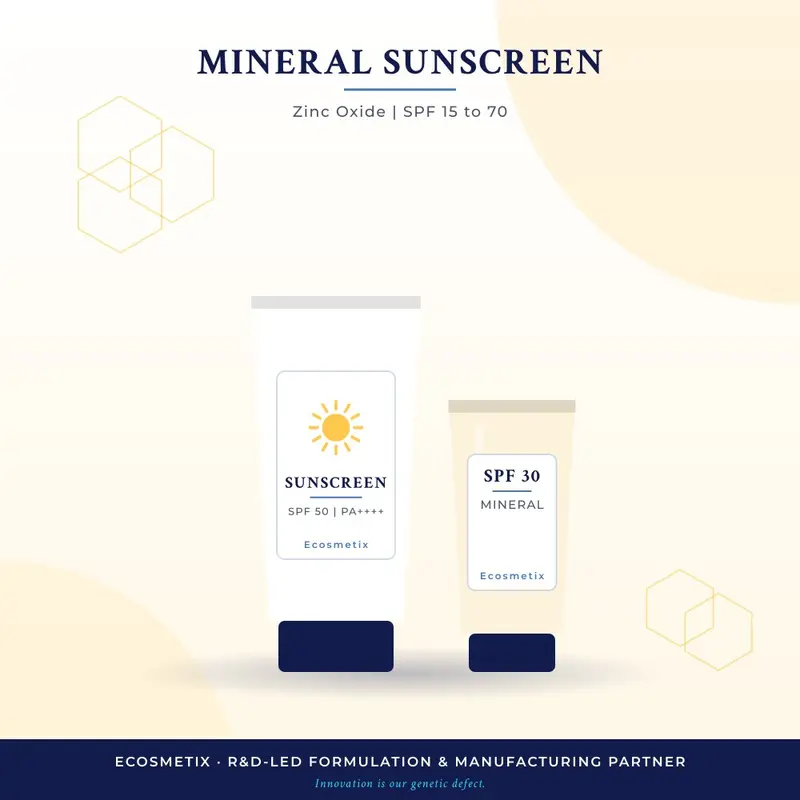 MINERAL SUNSCREEN
Zinc Oxide | SPF 15 to 70
SUNSCREEN
SPF 50 | PA++++
Ecosmetix
SPF 30
MINERAL
Ecosmetix
ECOSMETIX · R&D-LED FORMULATION & MANUFACTURING PARTNER
Innovation is our genetic defect.